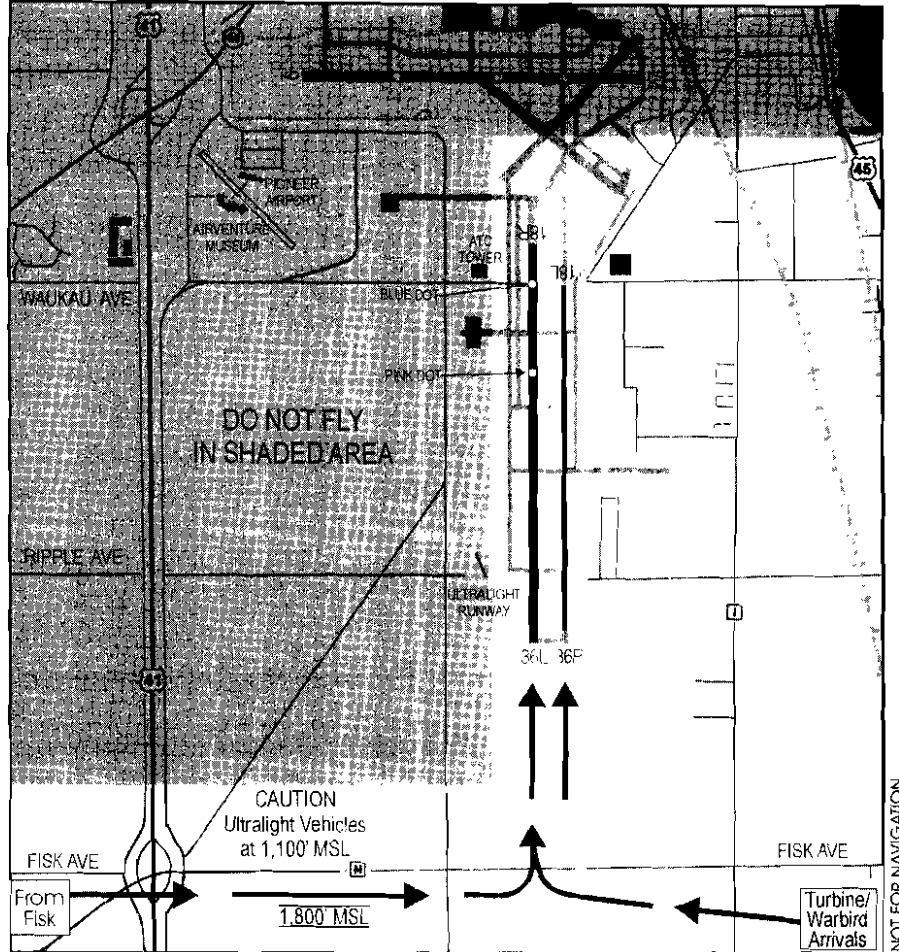 41
PIONEER
AIRPORT
AIRVENTURE
MUSEUM
45
ATC
TOWER
18R
18L
WAUKAU AVE
BLUE DOT
PINK DOT
DO NOT FLY
IN SHADED AREA
RIPPLE AVE
ULTRALIGHT
RUNWAY
I
36L 36R
41
CAUTION
Ultralight Vehicles
at 1,100' MSL
FISK AVE
N
FISK AVE
From
Fisk
1,800' MSL
Turbine/
Warbird
Arrivals
NOT FOR NAVIGATION